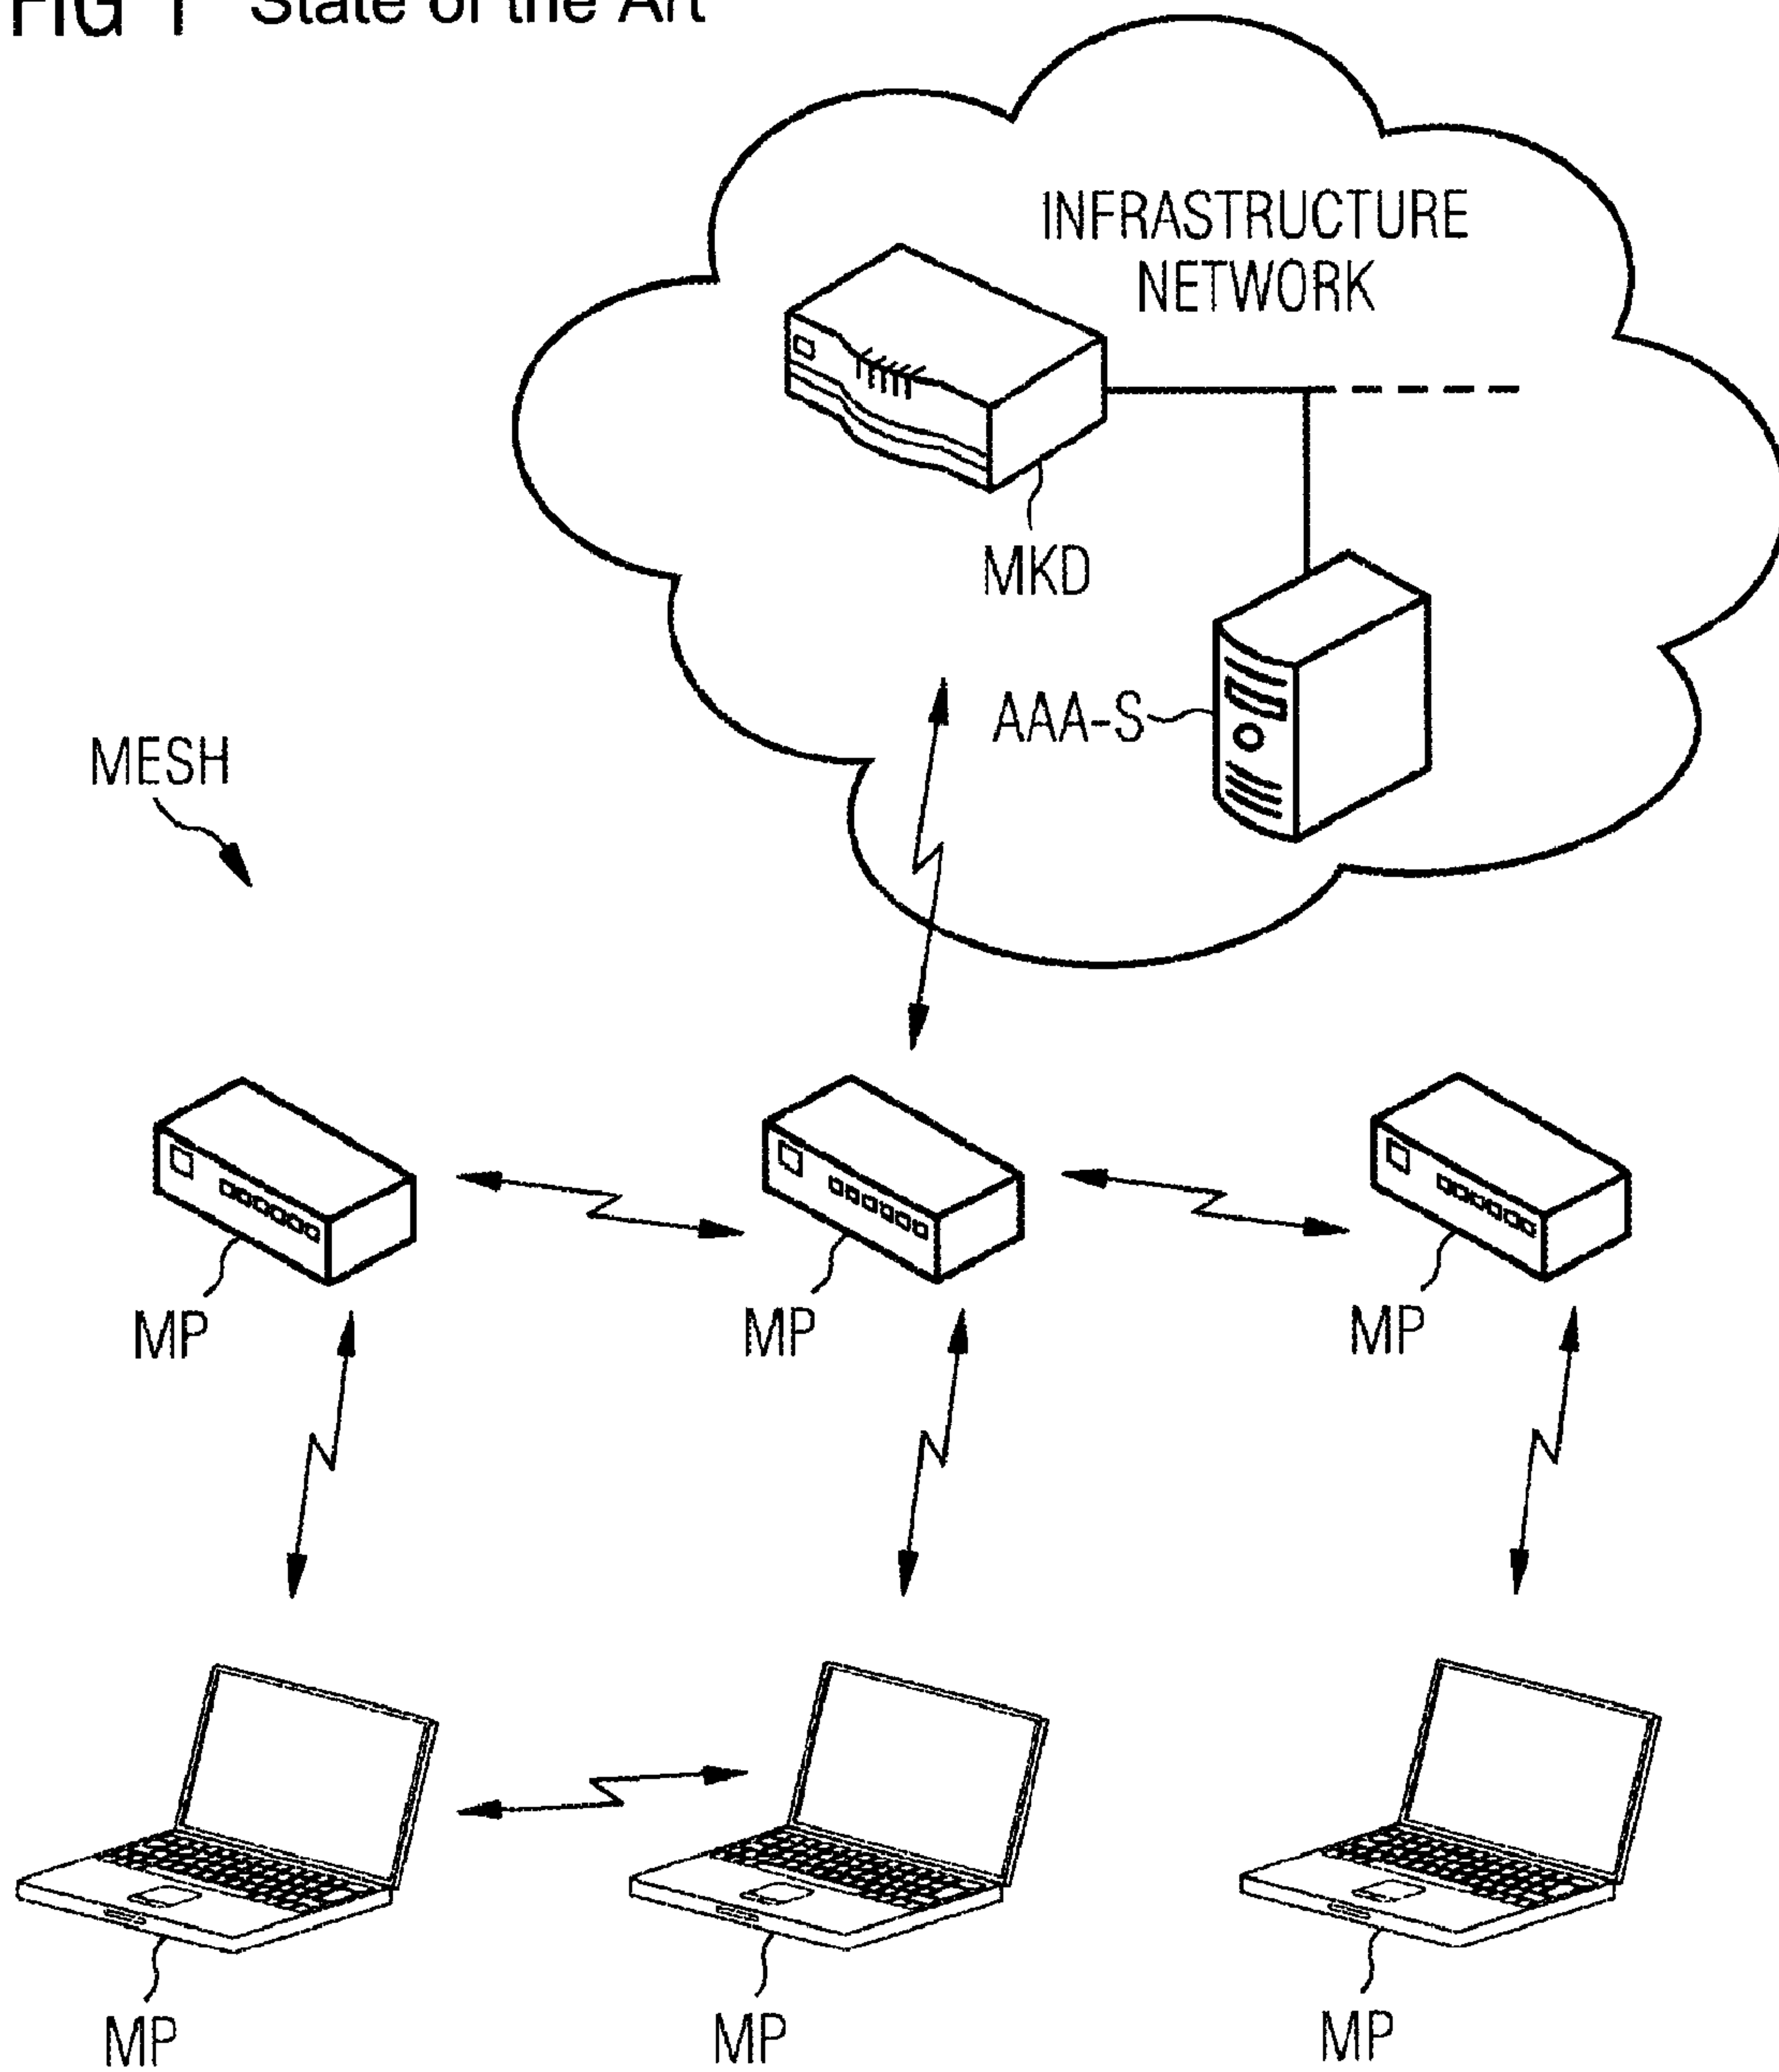 FIG 1 State of the Art
INFRASTRUCTURE
NETWORK
MKD
AAA-S
MESH
MP
MP
MP
MP
MP
MP